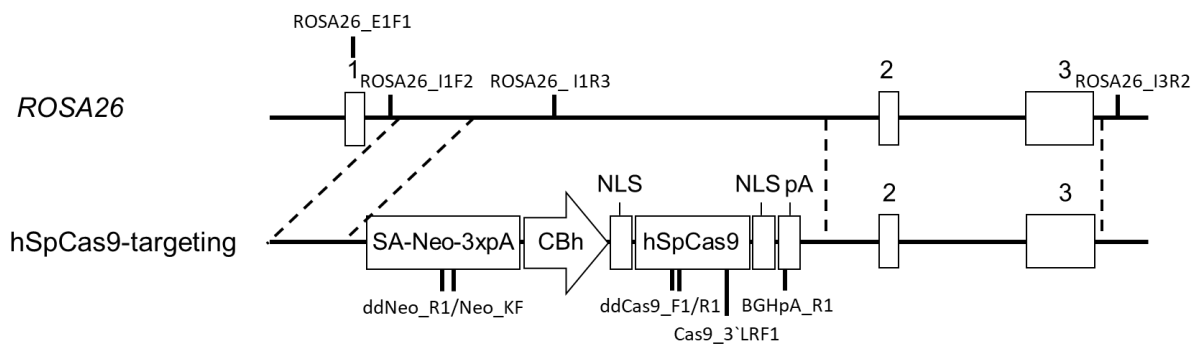 ROSA26_E1F1
1
ROSA26_I1F2
ROSA26_ I1R3
2
3
ROSA26_I3R2
ROSA26
NLS
NLS pA
2
3
hSpCas9-targeting
SA-Neo-3xpA
CBh
hSpCas9
ddNeo_R1/Neo_KF
ddCas9_F1/R1
BGHpA_R1
Cas9_3`LRF1